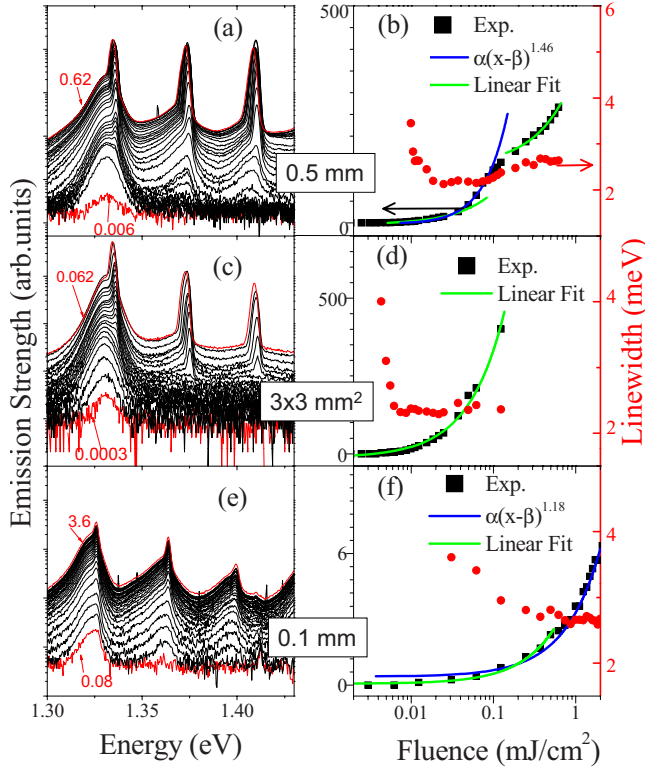 (a)
0.62
0.006
0.5 mm
(b)
Exp.
α(x-β)^1.46
Linear Fit
500
0
6
4
2
(c)
0.062
0.0003
3x3 mm²
(d)
Exp.
Linear Fit
500
0
4
2
(e)
3.6
0.08
0.1 mm
(f)
Exp.
α(x-β)^1.18
Linear Fit
6
0
4
2
1.30
1.35
1.40
0.01
0.1
1
Energy (eV)
Fluence (mJ/cm²)
Emission Strength (arb.units)
Linewidth (meV)